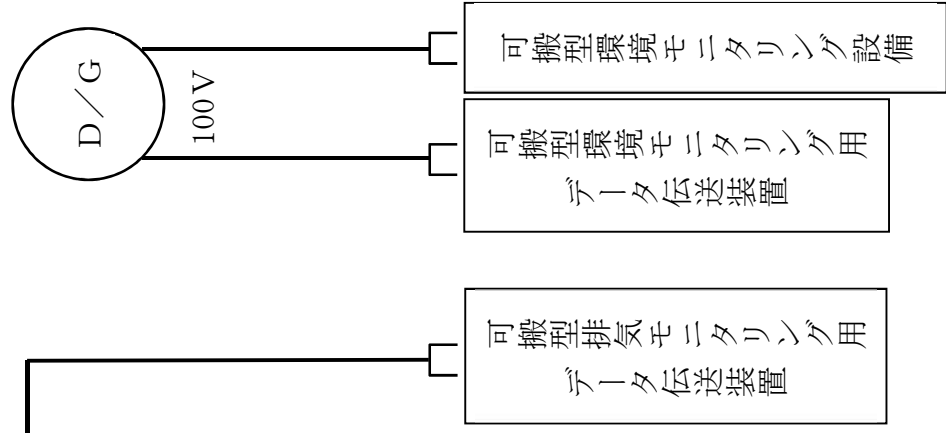 D／G
100V
可搬型環境モニタリング設備
可搬型環境モニタリング用
データ伝送装置
可搬型排気モニタリング用
データ伝送装置